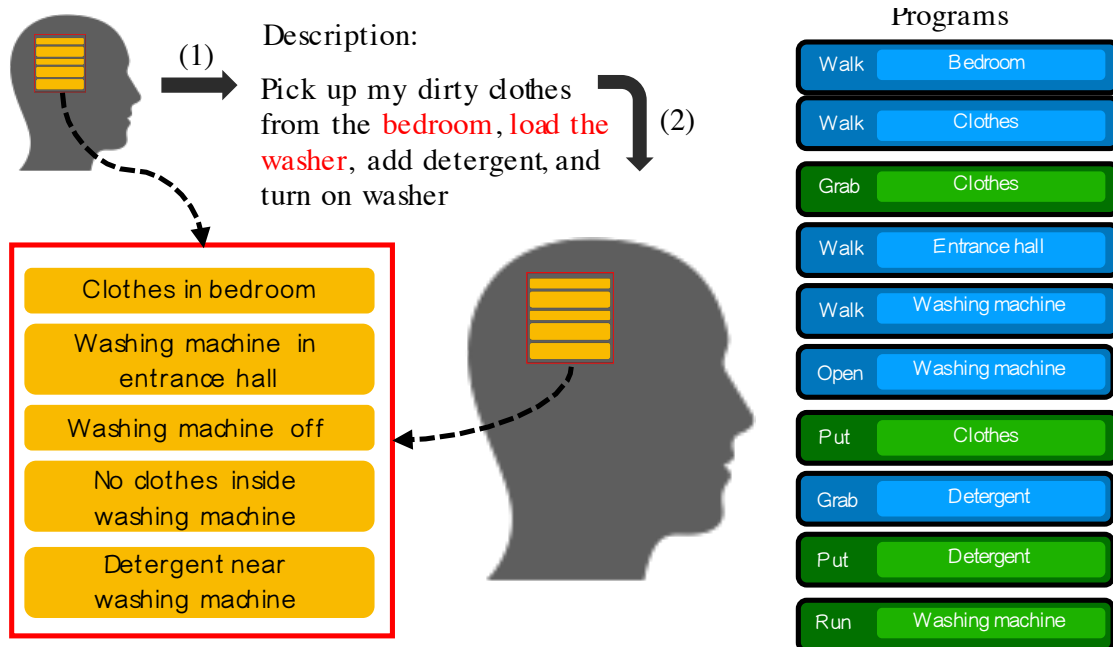 (1)
Description:
Pick up my dirty clothes
from the bedroom, load the
washer, add detergent, and
turn on washer
(2)
Clothes in bedroom
Washing machine in
entrance hall
Washing machine off
No clothes inside
washing machine
Detergent near
washing machine
Programs
Walk Bedroom
Walk Clothes
Grab Clothes
Walk Entrance hall
Walk Washing machine
Open Washing machine
Put Clothes
Grab Detergent
Put Detergent
Run Washing machine